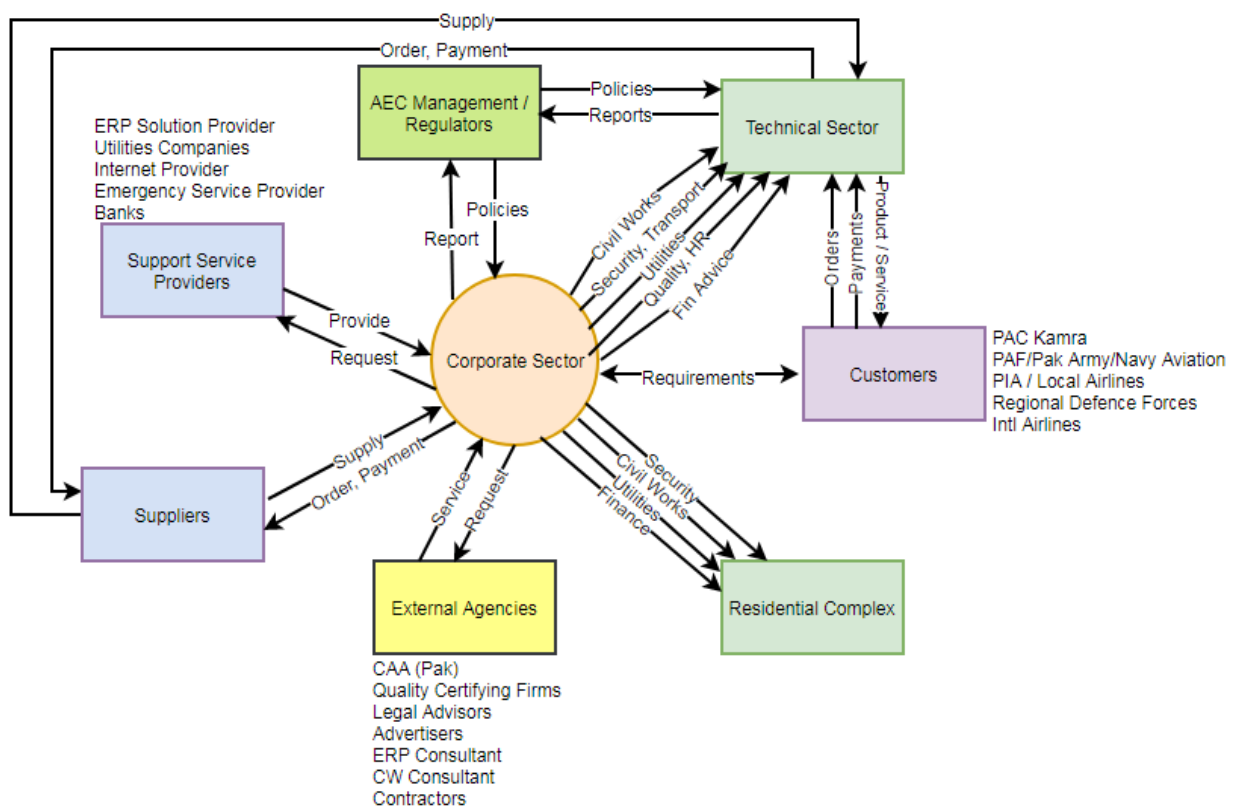 Supply
Order, Payment
AEC Management /
Regulators
Policies
Reports
Technical Sector
ERP Solution Provider
Utilities Companies
Internet Provider
Emergency Service Provider
Banks
Support Service
Providers
Report
Policies
Civil Works
Security, Transport
Utilities
Quality, HR
Fin Advice
Orders
Payments
Product / Service
Provide
Request
Corporate Sector
Requirements
Customers
PAC Kamra
PAF/Pak Army/Navy Aviation
PIA / Local Airlines
Regional Defence Forces
Intl Airlines
Supply
Order, Payment
Suppliers
Service
Request
Security
Civil Works
Utilities
Finance
External Agencies
Residential Complex
CAA (Pak)
Quality Certifying Firms
Legal Advisors
Advertisers
ERP Consultant
CW Consultant
Contractors